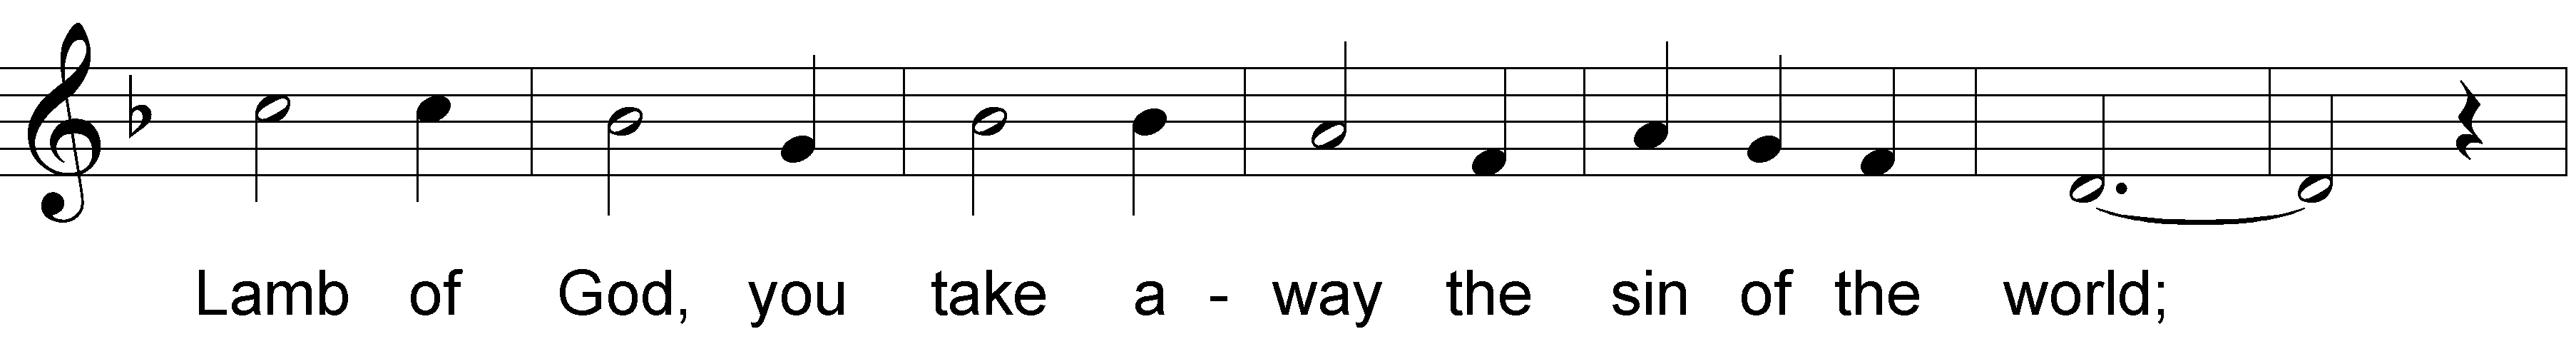 Lamb of God, you take a - way the sin of the world;